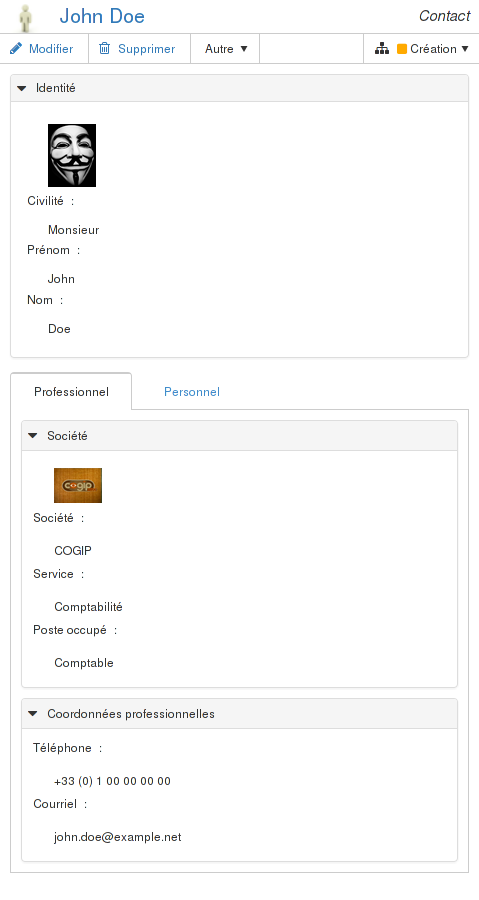 John Doe
Contact
Modifier
Supprimer
Autre
Création
Identité
Civilité :
Monsieur
Prénom :
John
Nom :
Doe
Professionnel
Personnel
Société
cogip
Société :
COGIP
Service :
Comptabilité
Poste occupé :
Comptable
Coordonnées professionnelles
Téléphone :
+33 (0) 1 00 00 00 00
Courriel :
john.doe@example.net